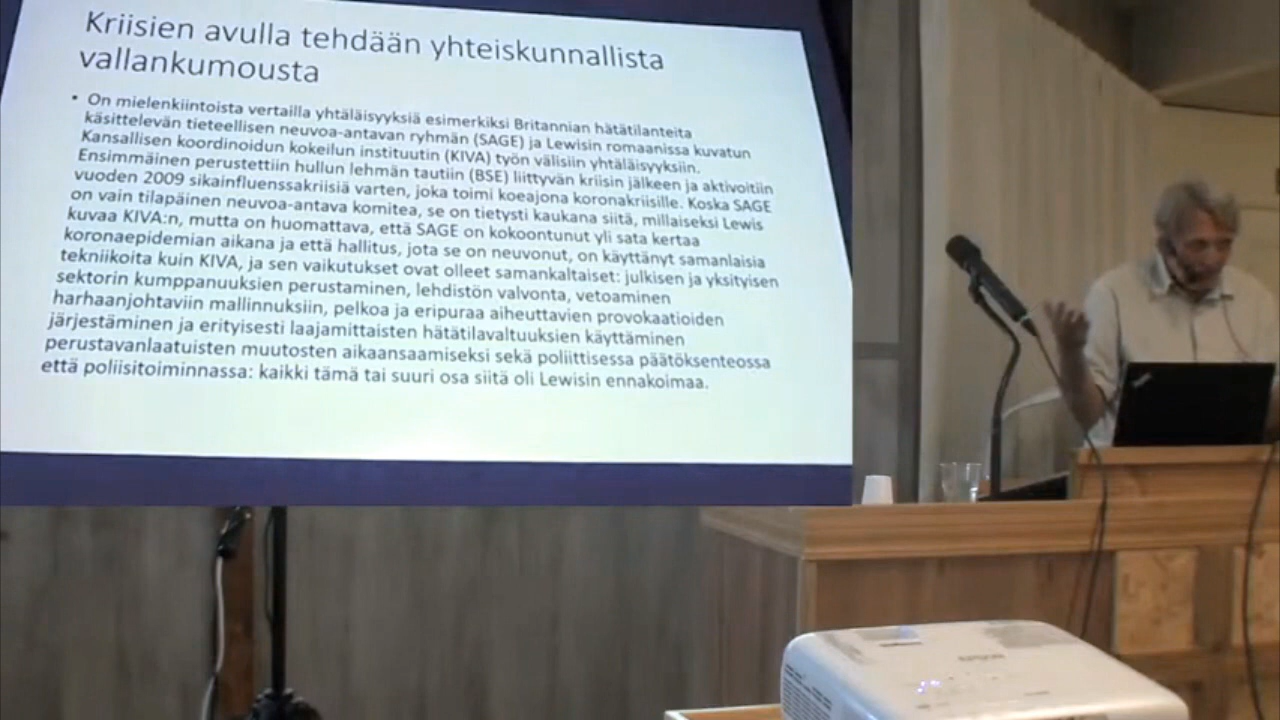 Kriisien avulla tehdään yhteiskunnallista
vallankumousta
• On mielenkiintoista vertailla yhtäläisyyksiä esimerkiksi Britannian hätätilanteita
käsittelevän tieteellisen neuvoa-antavan ryhmän (SAGE) ja Lewisin romaanissa kuvatun
Kansallisen koordinoidun kokeilun instituutin (KIVA) työn välisiin yhtäläisyyksiin.
Ensimmäinen perustettiin hullun lehmän tautiin (BSE) liittyvän kriisin jälkeen ja aktivoitiin
vuoden 2009 sikainfluenssakriisiä varten, joka toimi koeajona koronakriisille. Koska SAGE
on vain tilapäinen neuvoa-antava komitea, se on tietysti kaukana siitä, millaiseksi Lewis
kuvaa KIVA:n, mutta on huomattava, että SAGE on kokoontunut yli sata kertaa
koronaepidemian aikana ja että hallitus, jota se on neuvonut, on käyttänyt samanlaisia
tekniikoita kuin KIVA, ja sen vaikutukset ovat olleet samankaltaiset: julkisen ja yksityisen
sektorin kumppanuuksien perustaminen, lehdistön valvonta, vetoaminen
harhaanjohtaviin mallinnuksiin, pelkoa ja eripuraa aiheuttavien provokaatioiden
järjestäminen ja erityisesti laajamittaisten hätätilavaltuuksien käyttäminen
perustavanlaatuisten muutosten aikaansaamiseksi sekä poliittisessa päätöksenteossa
että poliisitoiminnassa: kaikki tämä tai suuri osa siitä oli Lewisin ennakoimaa.
EPSON